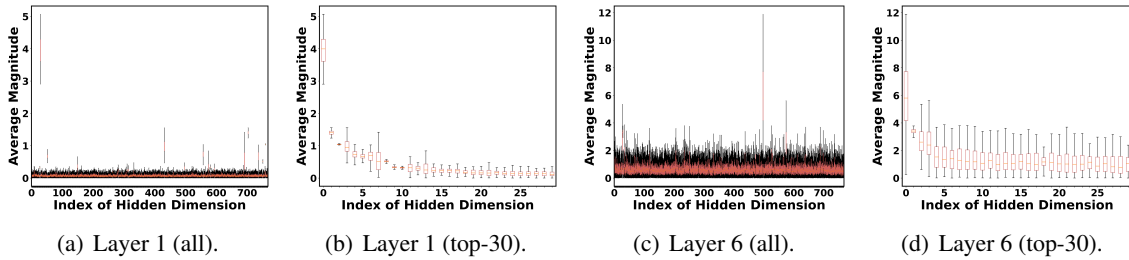 Average Magnitude
5
4
3
2
1
0
0 100 200 300 400 500 600 700
Index of Hidden Dimension
(a) Layer 1 (all).
Average Magnitude
5
4
3
2
1
0
0 10 20
Index of Hidden Dimension
(b) Layer 1 (top-30).
Average Magnitude
12
10
8
6
4
2
0
0 100 200 300 400 500 600 700
Index of Hidden Dimension
(c) Layer 6 (all).
Average Magnitude
12
10
8
6
4
2
0
0 5 10 15 20 25
Index of Hidden Dimension
(d) Layer 6 (top-30).